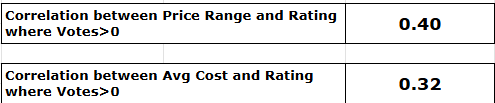 Correlation between Price Range and Rating
where Votes>0
0.40
Correlation between Avg Cost and Rating
where Votes>0
0.32